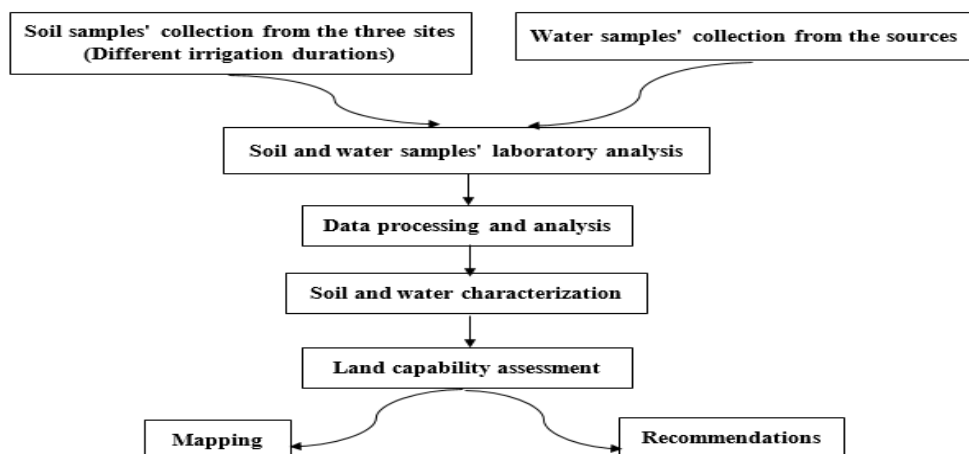 Soil samples' collection from the three sites
(Different irrigation durations)
Water samples' collection from the sources
Soil and water samples' laboratory analysis
Data processing and analysis
Soil and water characterization
Land capability assessment
Mapping
Recommendations